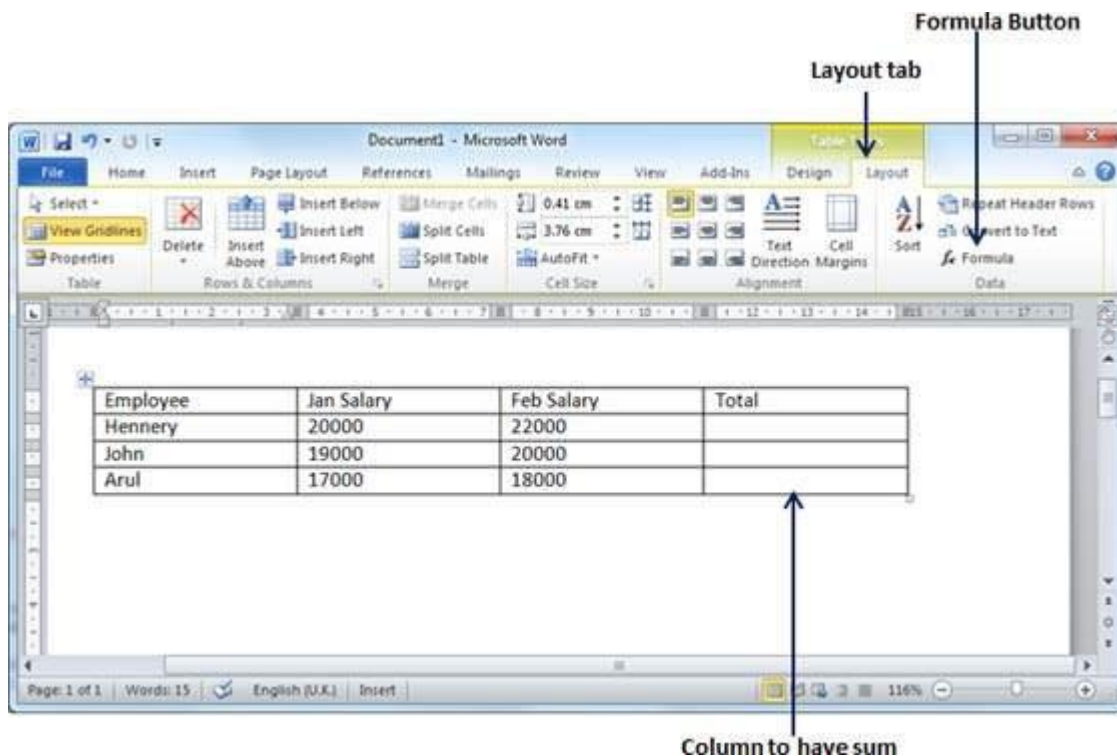 Formula Button
Layout tab
Document1 - Microsoft Word
File Home Insert Page Layout References Mailings Review View Add-Ins Design Layout
Select Insert Below Merge Cells 0.41 cm Repeat Header Rows
View Gridlines Delete Insert Above Insert Left Split Cells 3.76 cm Text Direction Cell Margins Sort Convert to Text
Properties Insert Right Split Table AutoFit Formula
Table Rows & Columns Merge Cell Size Alignment Data
Employee Jan Salary Feb Salary Total
Hennery 20000 22000
John 19000 20000
Arul 17000 18000
Page: 1 of 1 Words: 15 English (U.K.) Insert 116%
Column to have sum